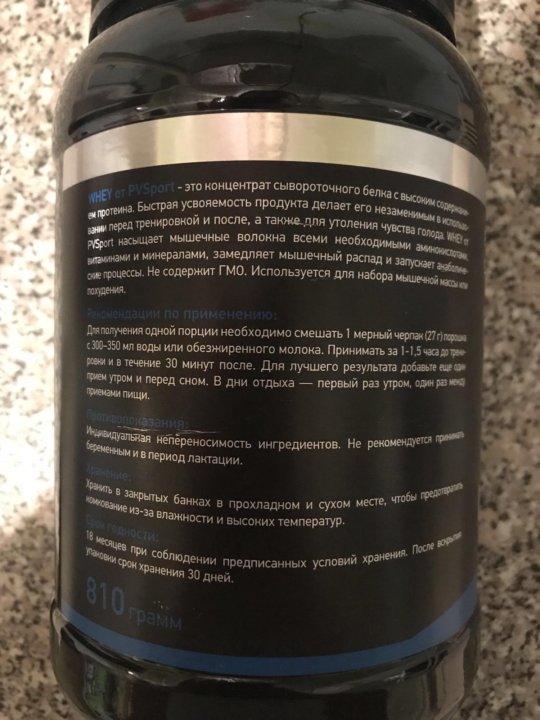 WHEY от PVSport - это концентрат сывороточного белка с высоким содержани-
ем протеина. Быстрая усвояемость продукта делает его незаменимым в использо-
вании перед тренировкой и после, а также для утоления чувства голода. WHEY от
PVSport насыщает мышечные волокна всеми необходимыми аминокислотами,
витаминами и минералами, замедляет мышечный распад и запускает анаболиче-
ские процессы. Не содержит ГМО. Используется для набора мышечной массы или
похудения.
Рекомендации по применению:
Для получения одной порции необходимо смешать 1 мерный черпак (27 г) порошка
с 300-350 мл воды или обезжиренного молока. Принимать за 1-1,5 часа до трени-
ровки и в течение 30 минут после. Для лучшего результата добавьте еще один
прием утром и перед сном. В дни отдыха — первый раз утром, один раз между
приемами пищи.
Противопоказания:
Индивидуальная непереносимость ингредиентов. Не рекомендуется принимать
беременным и в период лактации.
Хранение:
Хранить в закрытых банках в прохладном и сухом месте, чтобы предотвратить
комкование из-за влажности и высоких температур.
Срок годности:
18 месяцев при соблюдении предписанных условий хранения. После вскрытия
упаковки срок хранения 30 дней.
810 грамм